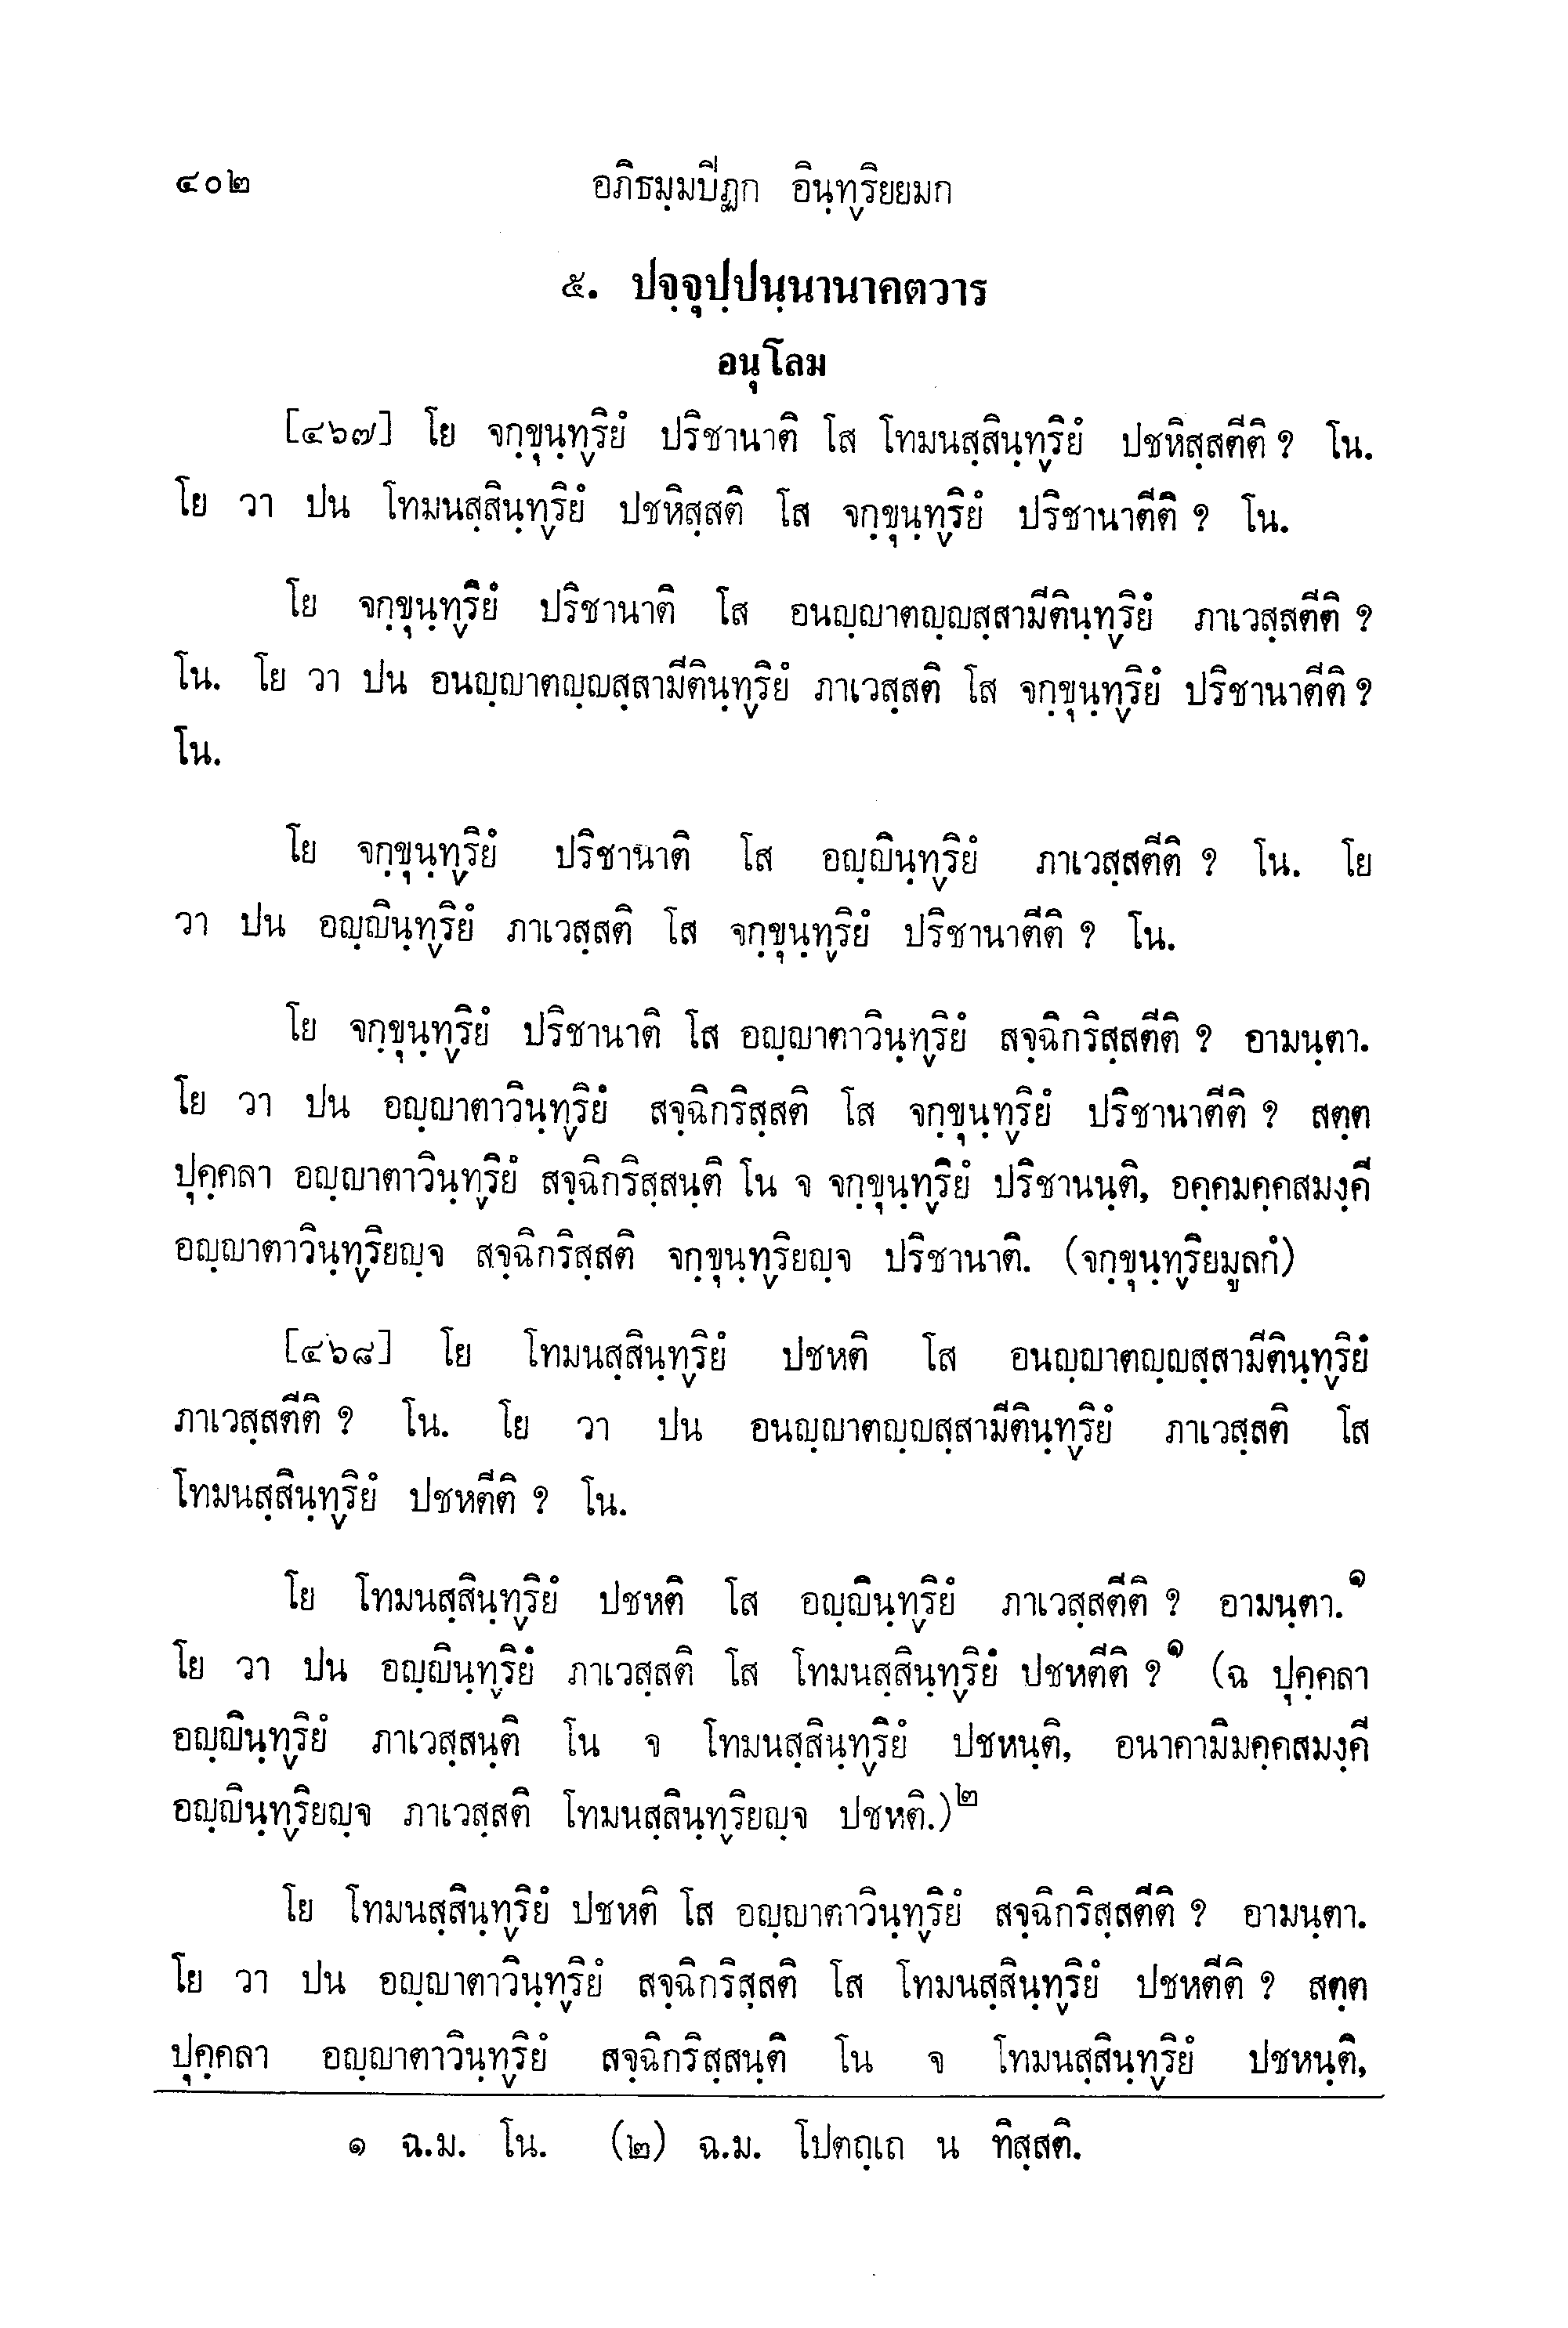 ๔๐๒ อภิธมฺมปิฏก อินฺทฺริยยมก
๕. ปจฺจุปฺปนฺนานาคตวาร
อนุโลม
[๔๖๗] โย จกฺขุนฺทฺริยํ ปริชานาติ โส โทมนสฺสินฺทฺริยํ ปชหิสฺสตีติ ? โน.
โย วา ปน โทมนสฺสินฺทฺริยํ ปชหิสฺสติ โส จกฺขุนฺทฺริยํ ปริชานาตีติ ? โน.
โย จกฺขุนฺทฺริยํ ปริชานาติ โส อนญฺญาตญฺญสฺสามีตินฺทฺริยํ ภาเวสฺสตีติ ?
โน. โย วา ปน อนญฺญาตญฺญสฺสามีตินฺทฺริยํ ภาเวสฺสติ โส จกฺขุนฺทฺริยํ ปริชานาตีติ ?
โน.
โย จกฺขุนฺทฺริยํ ปริชานาติ โส อญฺญินฺทฺริยํ ภาเวสฺสตีติ ? โน. โย
วา ปน อญฺญินฺทฺริยํ ภาเวสฺสติ โส จกฺขุนฺทฺริยํ ปริชานาตีติ ? โน.
โย จกฺขุนฺทฺริยํ ปริชานาติ โส อญฺญาตาวินฺทฺริยํ สจฺฉิกริสฺสตีติ ? อามนฺตา.
โย วา ปน อญฺญาตาวินฺทฺริยํ สจฺฉิกริสฺสติ โส จกฺขุนฺทฺริยํ ปริชานาตีติ ? สตฺต
ปุคฺคลา อญฺญาตาวินฺทฺริยํ สจฺฉิกริสฺสนฺติ โน จ จกฺขุนฺทฺริยํ ปริชานนฺติ, อคฺคมคฺคสมงฺคี
อญฺญาตาวินฺทฺริยญฺจ สจฺฉิกริสฺสติ จกฺขุนฺทฺริยญฺจ ปริชานาติ. (จกฺขุนฺทฺริยมูลกํ)
[๔๖๘] โย โทมนสฺสินฺทฺริยํ ปชหติ โส อนญฺญาตญฺญสฺสามีตินฺทฺริยํ
ภาเวสฺสตีติ ? โน. โย วา ปน อนญฺญาตญฺญสฺสามีตินฺทฺริยํ ภาเวสฺสติ โส
โทมนสฺสินฺทฺริยํ ปชหตีติ ? โน.
โย โทมนสฺสินฺทฺริยํ ปชหติ โส อญฺญินฺทฺริยํ ภาเวสฺสตีติ ? อามนฺตา.๑
โย วา ปน อญฺญินฺทฺริยํ ภาเวสฺสติ โส โทมนสฺสินฺทฺริยํ ปชหตีติ ?๑ (ฉ ปุคฺคลา
อญฺญินฺทฺริยํ ภาเวสฺสนฺติ โน จ โทมนสฺสินฺทฺริยํ ปชหนฺติ, อนาคามิมคฺคสมงฺคี
อญฺญินฺทฺริยญฺจ ภาเวสฺสติ โทมนสฺสินฺทฺริยญฺจ ปชหติ.)๒
โย โทมนสฺสินฺทฺริยํ ปชหติ โส อญฺญาตาวินฺทฺริยํ สจฺฉิกริสฺสตีติ ? อามนฺตา.
โย วา ปน อญฺญาตาวินฺทฺริยํ สจฺฉิกริสฺสติ โส โทมนสฺสินฺทฺริยํ ปชหตีติ ? สตฺต
ปุคฺคลา อญฺญาตาวินฺทฺริยํ สจฺฉิกริสฺสนฺติ โน จ โทมนสฺสินฺทฺริยํ ปชหนฺติ,
๑ ฉ.ม. โน. (๒) ฉ.ม. น ทิสฺสติ.